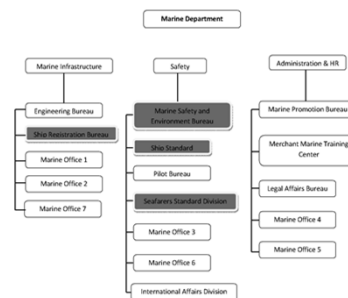 Marine Department
Marine Infrastructure
Engineering Bureau
Ship Registration Bureau
Marine Office 1
Marine Office 2
Marine Office 7
Safety
Marine Safety and
Environment Bureau
Ship Standard
Pilot Bureau
Seafarers Standard Division
Marine Office 3
Marine Office 6
International Affairs Division
Administration & HR
Marine Promotion Bureau
Merchant Marine Training
Center
Legal Affairs Bureau
Marine Office 4
Marine Office 5